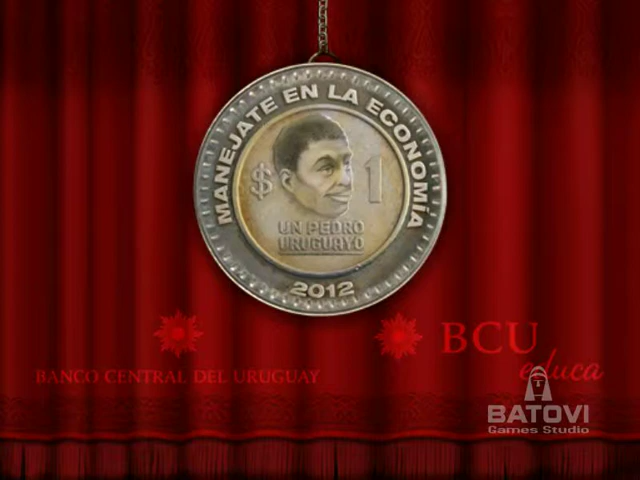 MANEJATE EN LA ECONOMÍA
$ 1
UN PEDRO
URUGUAYO
2012
BANCO CENTRAL DEL URUGUAY
BCU
educa
BATOVI
Games Studio